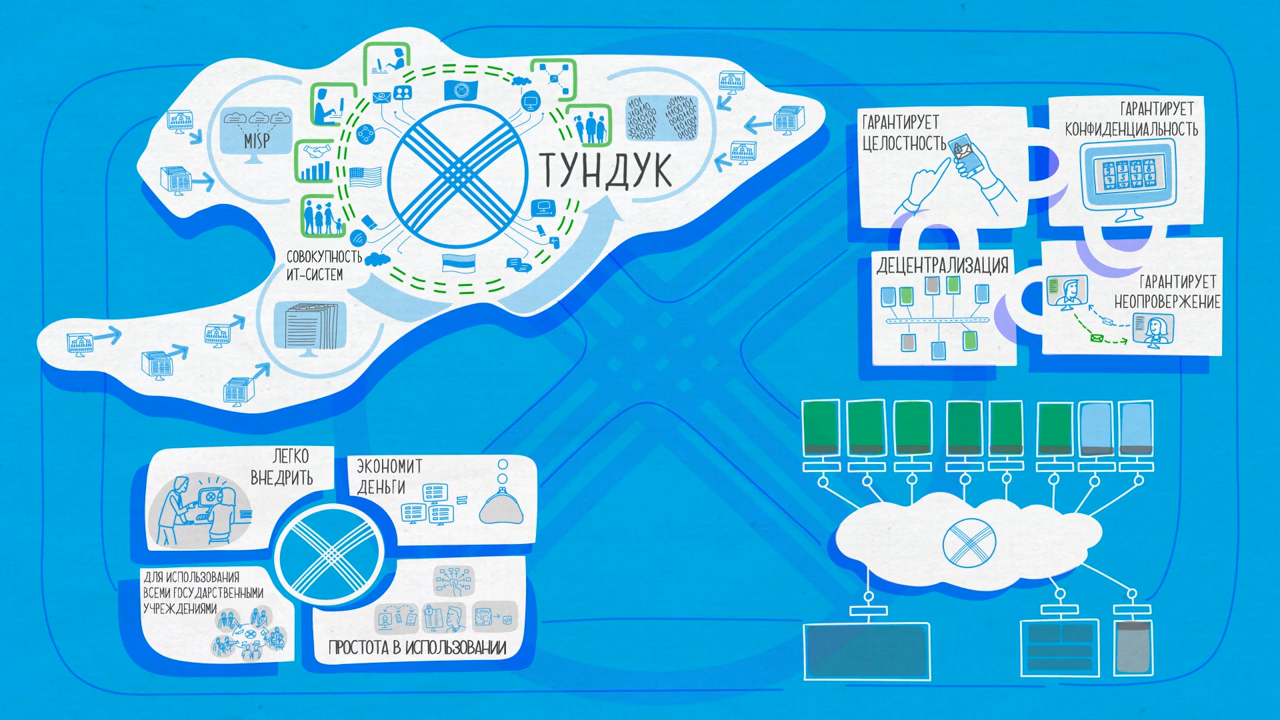 MISP
ТУНДУК
СОВОКУПНОСТЬ
ИТ-СИСТЕМ
ГАРАНТИРУЕТ
ЦЕЛОСТНОСТЬ
ГАРАНТИРУЕТ
КОНФИДЕНЦИАЛЬНОСТЬ
ДЕЦЕНТРАЛИЗАЦИЯ
ГАРАНТИРУЕТ
НЕОПРОВЕРЖЕНИЕ
ЛЕГКО
ВНЕДРИТЬ
ЭКОНОМИТ
ДЕНЬГИ
ДЛЯ ИСПОЛЬЗОВАНИЯ
ВСЕМИ ГОСУДАРСТВЕННЫМИ
УЧРЕЖДЕНИЯМИ
ПРОСТОТА В ИСПОЛЬЗОВАНИИ